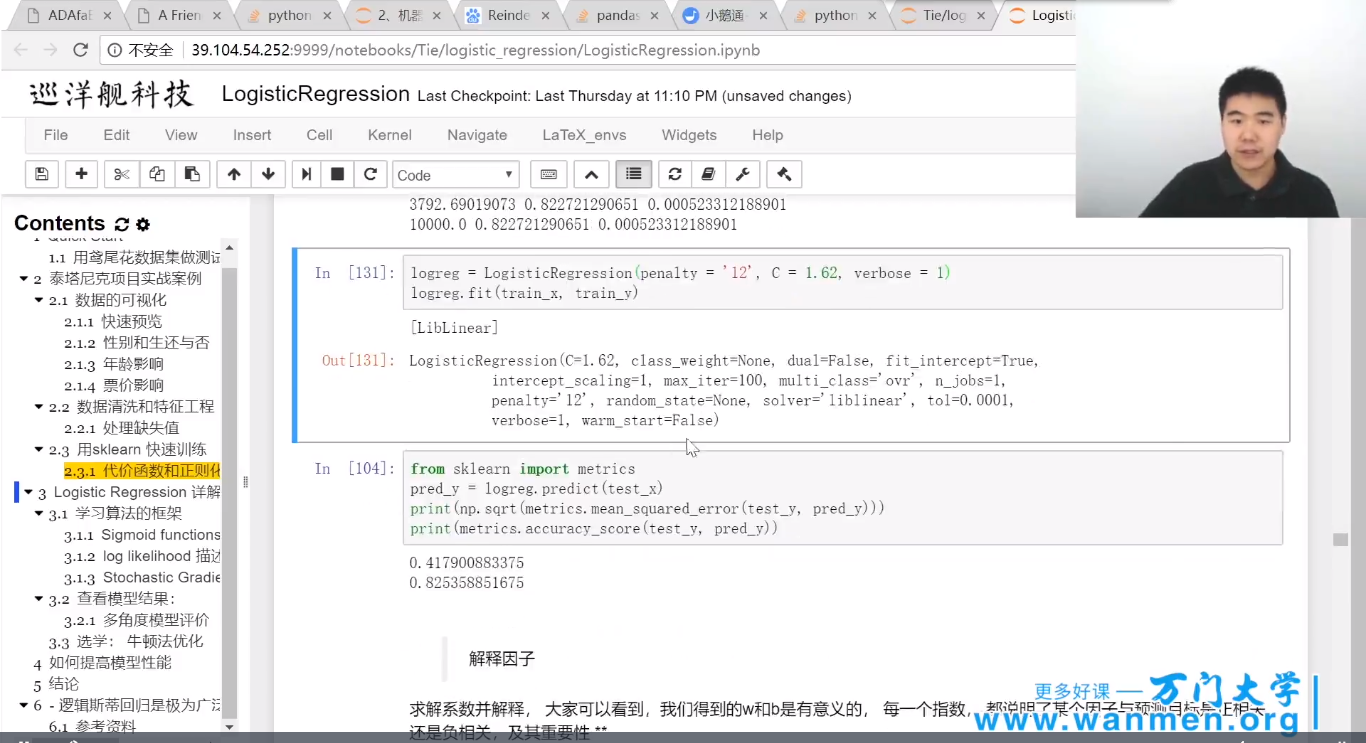 ADAfaB
A Frien
python
2、机器
Reinde
pandas
小鹅通
python
Tie/log
Logisti
不安全 39.104.54.252:9999/notebooks/Tie/logistic_regression/LogisticRegression.ipynb
巡洋舰科技 LogisticRegression Last Checkpoint: Last Thursday at 11:10 PM (unsaved changes)
File Edit View Insert Cell Kernel Navigate LaTeX_envs Widgets Help
Code
Contents
1 Quick Start
1.1 用鸢尾花数据集做测试
2 泰塔尼克项目实战案例
2.1 数据的可视化
2.1.1 快速预览
2.1.2 性别和生还与否
2.1.3 年龄影响
2.1.4 票价影响
2.2 数据清洗和特征工程
2.2.1 处理缺失值
2.3 用sklearn 快速训练
2.3.1 代价函数和正则化
3 Logistic Regression 详解
3.1 学习算法的框架
3.1.1 Sigmoid functions
3.1.2 log likelihood 描述
3.1.3 Stochastic Gradie
3.2 查看模型结果：
3.2.1 多角度模型评价
3.3 选学： 牛顿法优化
4 如何提高模型性能
5 结论
6 - 逻辑斯蒂回归是极为广泛
6.1 参考资料
3792.69019073 0.822721290651 0.000523312188901
10000.0 0.822721290651 0.000523312188901
In [131]: logreg = LogisticRegression(penalty = 'l2', C = 1.62, verbose = 1)
logreg.fit(train_x, train_y)
[LibLinear]
Out[131]: LogisticRegression(C=1.62, class_weight=None, dual=False, fit_intercept=True,
intercept_scaling=1, max_iter=100, multi_class='ovr', n_jobs=1,
penalty='l2', random_state=None, solver='liblinear', tol=0.0001,
verbose=1, warm_start=False)
In [104]: from sklearn import metrics
pred_y = logreg.predict(test_x)
print(np.sqrt(metrics.mean_squared_error(test_y, pred_y)))
print(metrics.accuracy_score(test_y, pred_y))
0.417900883375
0.825358851675
解释因子
求解系数并解释， 大家可以看到，我们得到的w和b是有意义的， 每一个指数， 都说明了某个因子与预测目标是正相关
还是负相关，及其重要性 **
更多好课 — 万门大学
www.wanmen.org